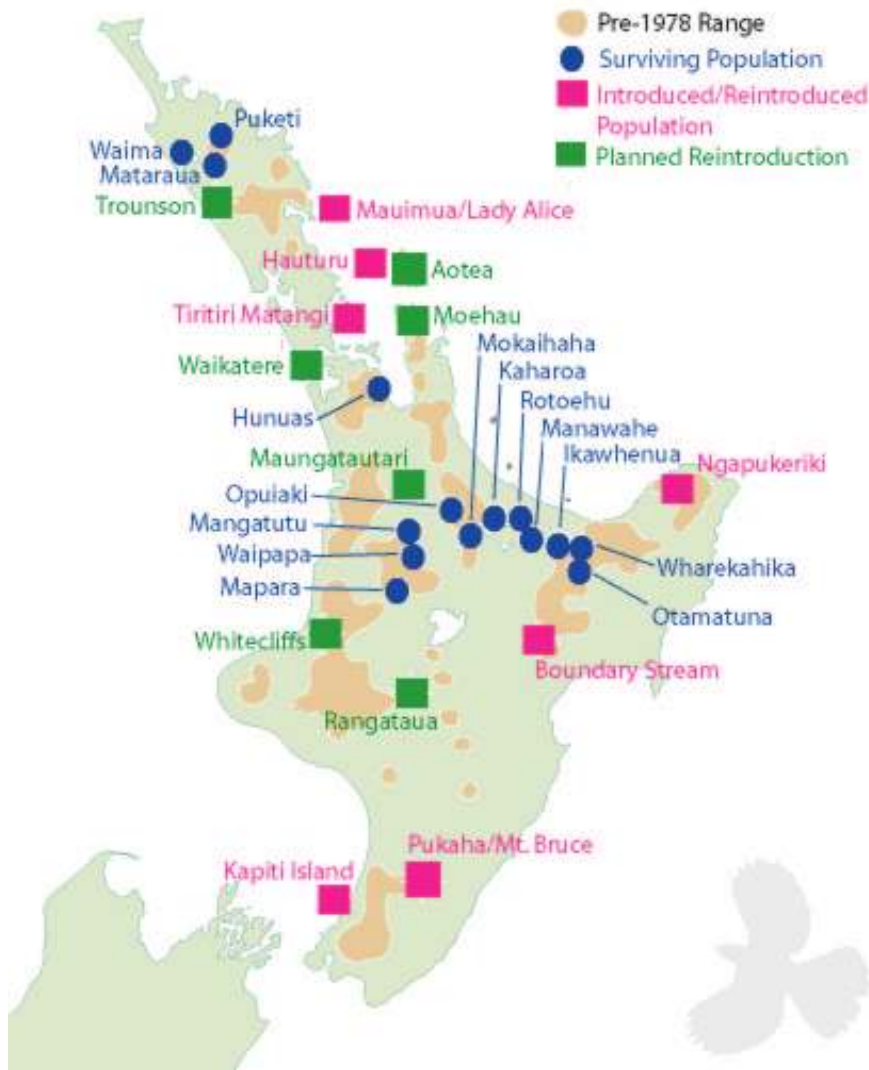 Pre-1978 Range
Surviving Population
Introduced/Reintroduced
Population
Planned Reintroduction
Puketi
Waima
Mataraua
Trounson
Mauimua/Lady Alice
Hauturu
Aotea
Tiritiri Matangi
Moehau
Mokaihaha
Waikatere
Kaharoa
Rotoehu
Hunuas
Manawahe
Ikawhenua
Maungatautari
Ngapukeriki
Opuiaki
Mangatutu
Waipapa
Wharekahika
Mapara
Otamatuna
Whitecliffs
Boundary Stream
Rangataua
Pukaha/Mt. Bruce
Kapiti Island